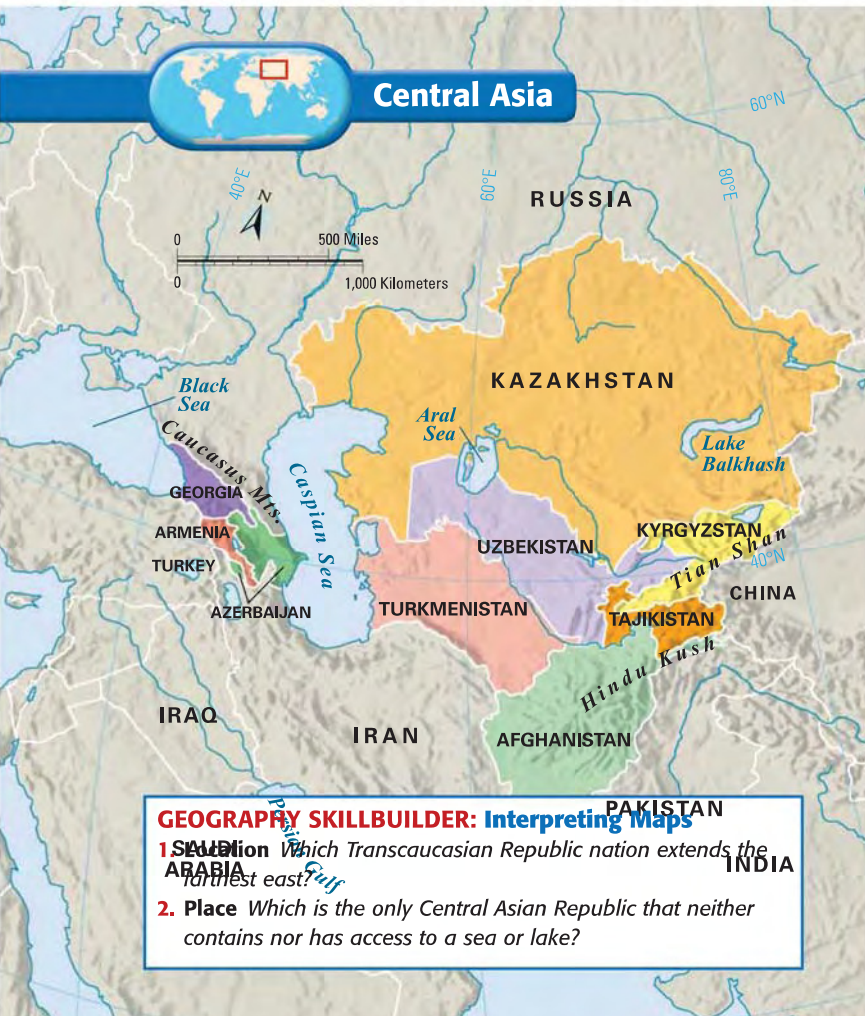 Central Asia
60°N
40°E
60°E
80°E
N
RUSSIA
0 500 Miles
0 1,000 Kilometers
KAZAKHSTAN
Black
Sea
Aral
Sea
Caucasus Mts.
Lake
Balkhash
Caspian Sea
GEORGIA
ARMENIA
KYRGYZSTAN
UZBEKISTAN
TURKEY
Tian Shan
40°N
CHINA
AZERBAIJAN
TURKMENISTAN
TAJIKISTAN
Hindu Kush
IRAQ
IRAN
AFGHANISTAN
PAKISTAN
Persian Gulf
SAUDI
ARABIA
INDIA
GEOGRAPHY SKILLBUILDER: Interpreting Maps
1. Location Which Transcaucasian Republic nation extends the
farthest east?
2. Place Which is the only Central Asian Republic that neither
contains nor has access to a sea or lake?